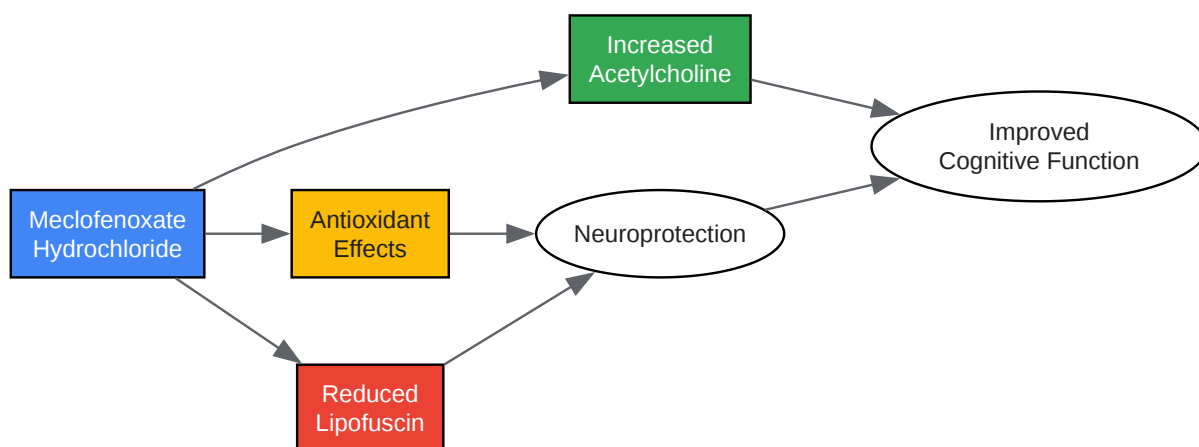 Increased
Acetylcholine
Improved
Cognitive Function
Meclofenoxate
Hydrochloride
Antioxidant
Effects
Neuroprotection
Reduced
Lipofuscin